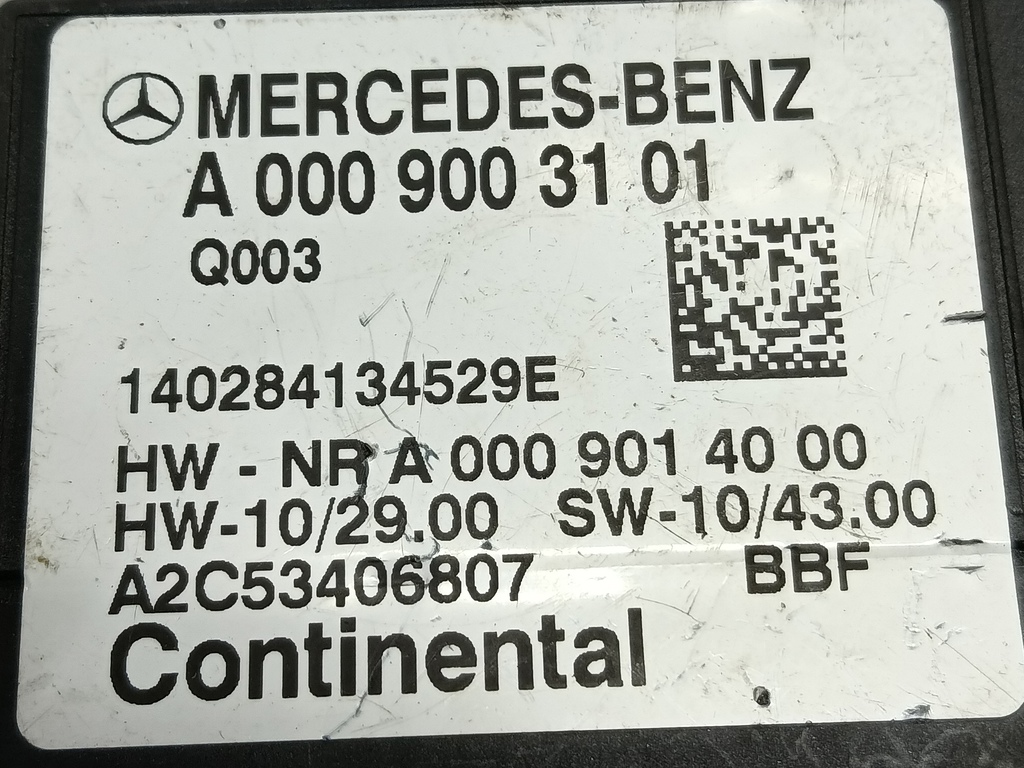 MERCEDES-BENZ
A 000 900 31 01
Q003
140284134529E
HW - NR A 000 901 40 00
HW-10/29.00 SW-10/43.00
A2C53406807 BBF
Continental